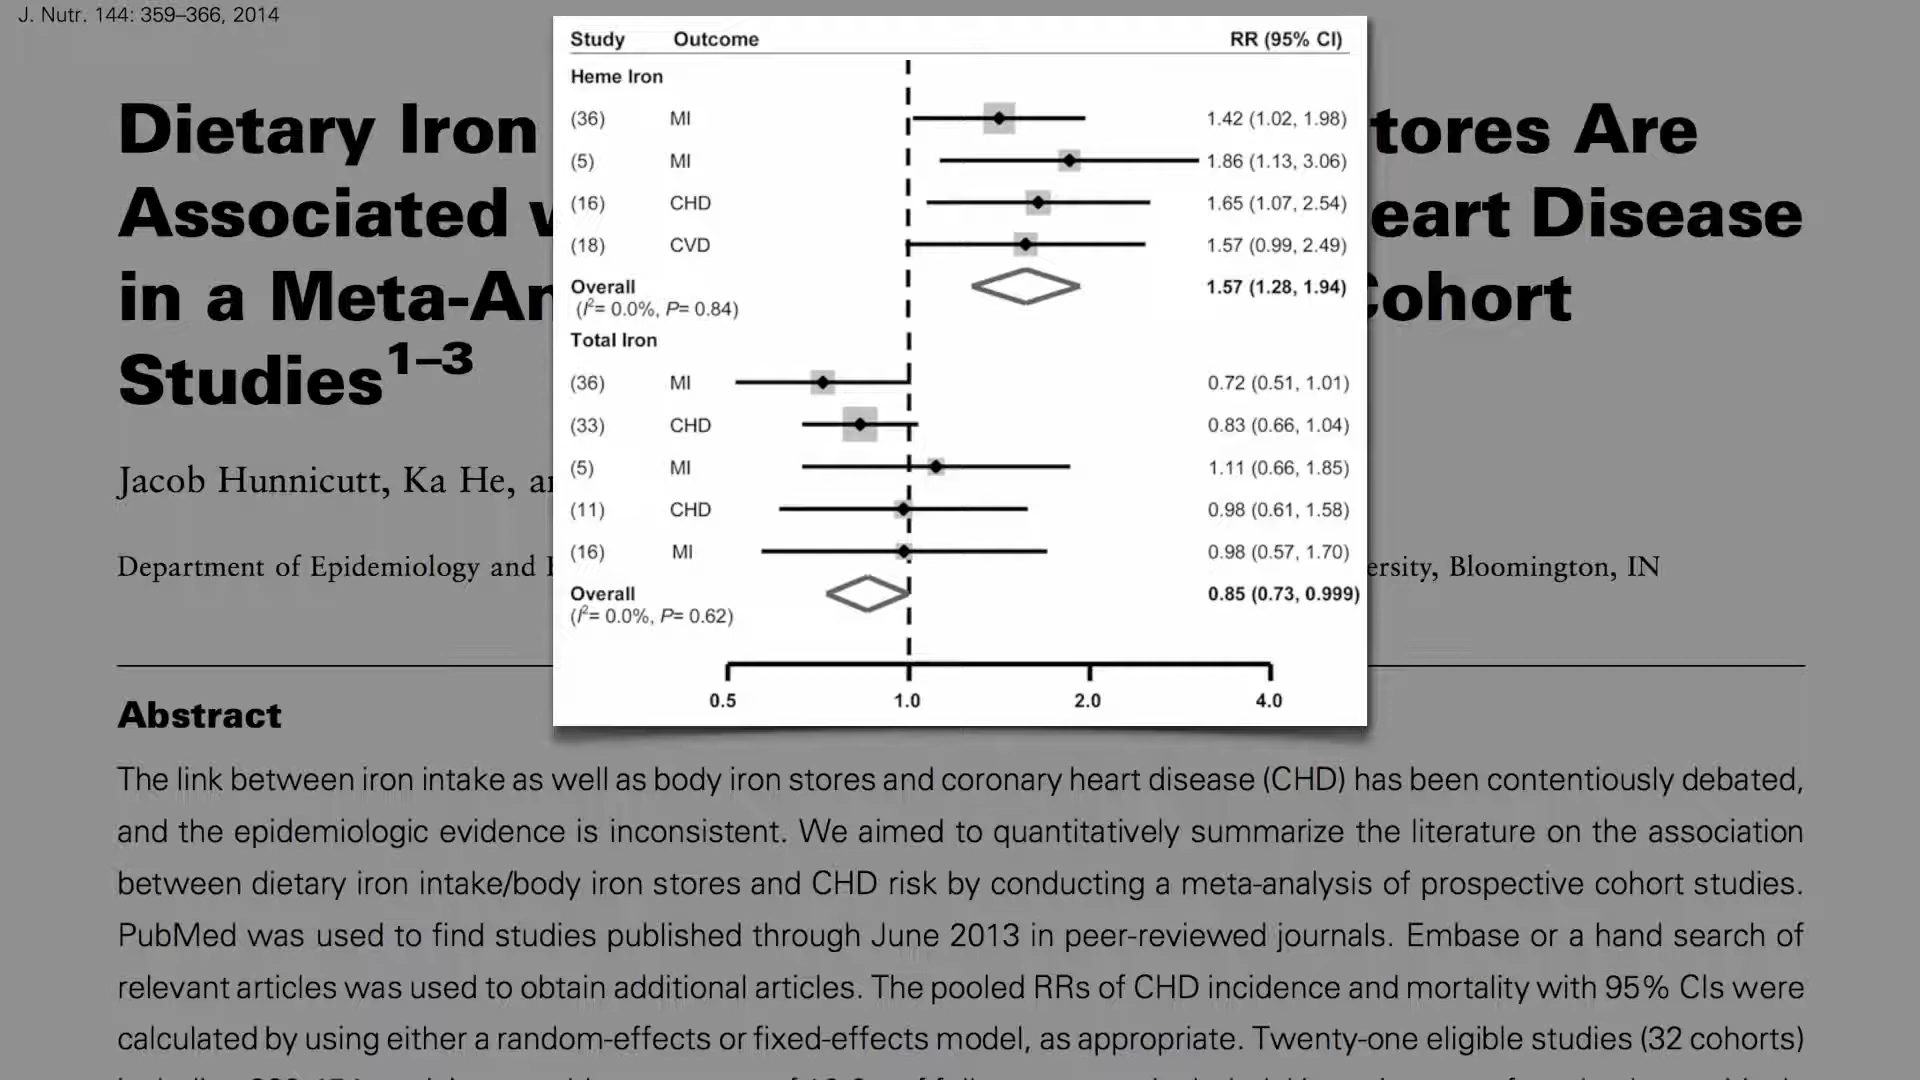 J. Nutr. 144: 359–366, 2014
Dietary Iron tores Are
Associated eart Disease
in a Meta-An ohort
Studies1–3
Jacob Hunnicutt, Ka He, a
Department of Epidemiology and ersity, Bloomington, IN
Study Outcome RR (95% CI)
Heme Iron
(36) MI 1.42 (1.02, 1.98)
(5) MI 1.86 (1.13, 3.06)
(16) CHD 1.65 (1.07, 2.54)
(18) CVD 1.57 (0.99, 2.49)
Overall 1.57 (1.28, 1.94)
(I²= 0.0%, P= 0.84)
Total Iron
(36) MI 0.72 (0.51, 1.01)
(33) CHD 0.83 (0.66, 1.04)
(5) MI 1.11 (0.66, 1.85)
(11) CHD 0.98 (0.61, 1.58)
(16) MI 0.98 (0.57, 1.70)
Overall 0.85 (0.73, 0.999)
(I²= 0.0%, P= 0.62)
0.5 1.0 2.0 4.0
Abstract
The link between iron intake as well as body iron stores and coronary heart disease (CHD) has been contentiously debated,
and the epidemiologic evidence is inconsistent. We aimed to quantitatively summarize the literature on the association
between dietary iron intake/body iron stores and CHD risk by conducting a meta-analysis of prospective cohort studies.
PubMed was used to find studies published through June 2013 in peer-reviewed journals. Embase or a hand search of
relevant articles was used to obtain additional articles. The pooled RRs of CHD incidence and mortality with 95% CIs were
calculated by using either a random-effects or fixed-effects model, as appropriate. Twenty-one eligible studies (32 cohorts)